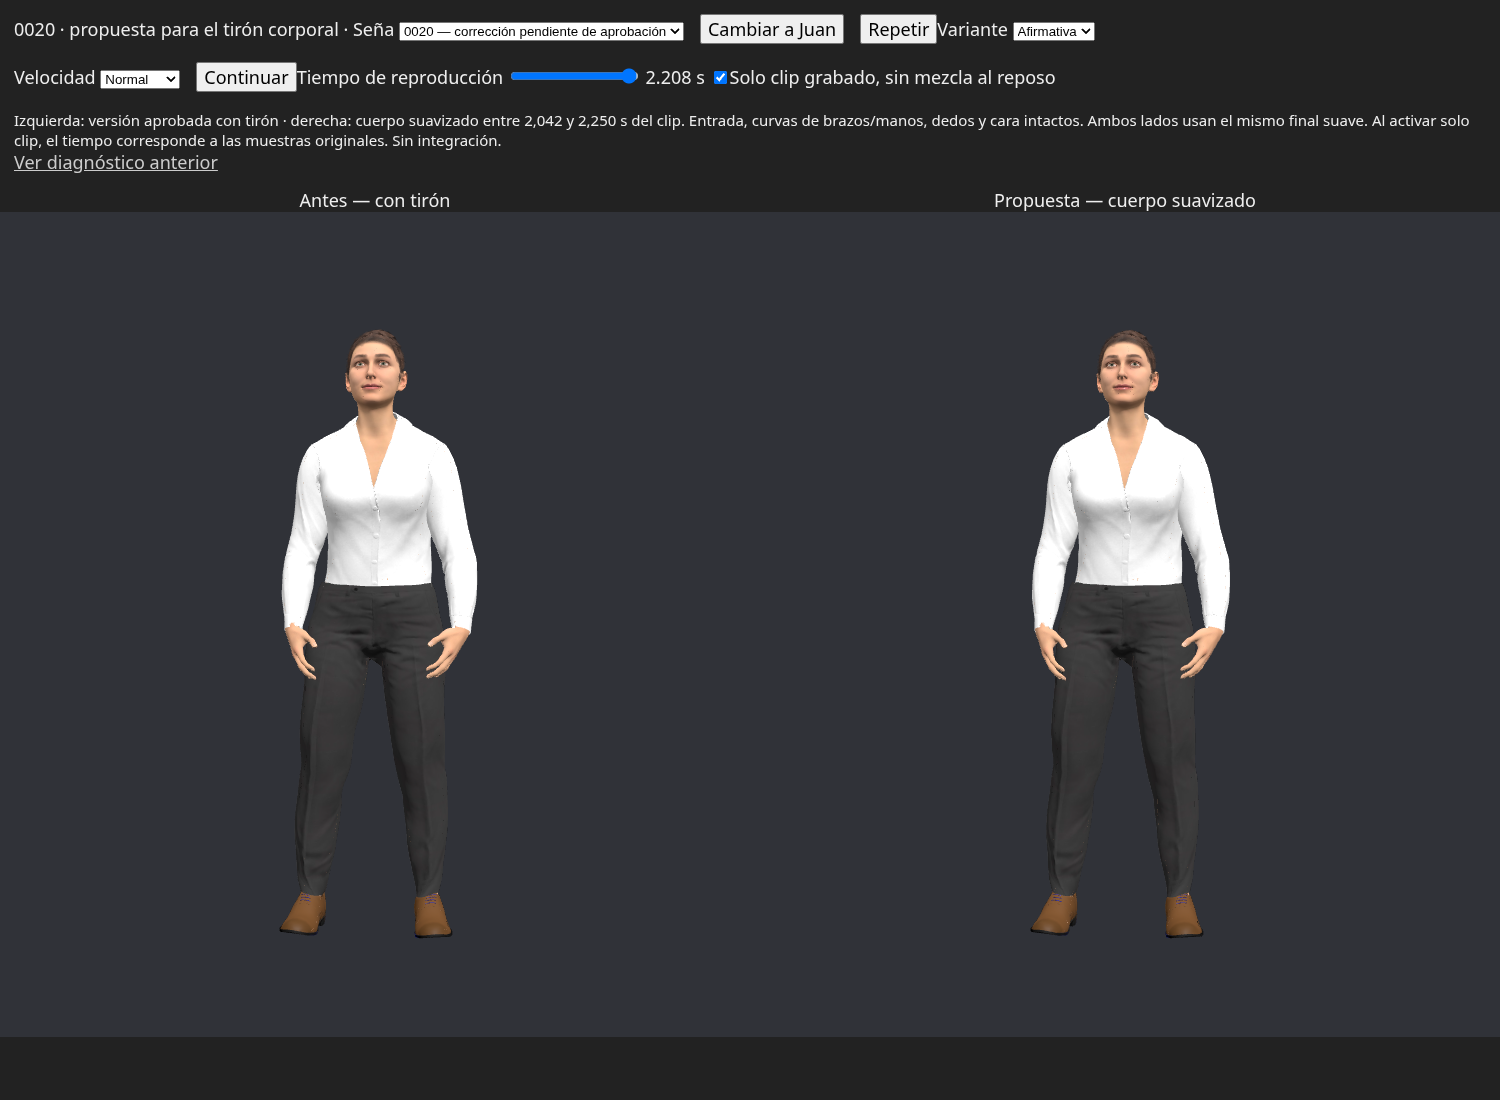 0020 · propuesta para el tirón corporal · Seña 0020 — corrección pendiente de aprobación Cambiar a Juan Repetir Variante Afirmativa
Velocidad Normal Continuar Tiempo de reproducción 2.208 s Solo clip grabado, sin mezcla al reposo
Izquierda: versión aprobada con tirón · derecha: cuerpo suavizado entre 2,042 y 2,250 s del clip. Entrada, curvas de brazos/manos, dedos y cara intactos. Ambos lados usan el mismo final suave. Al activar solo
clip, el tiempo corresponde a las muestras originales. Sin integración.
Ver diagnóstico anterior
Antes — con tirón Propuesta — cuerpo suavizado